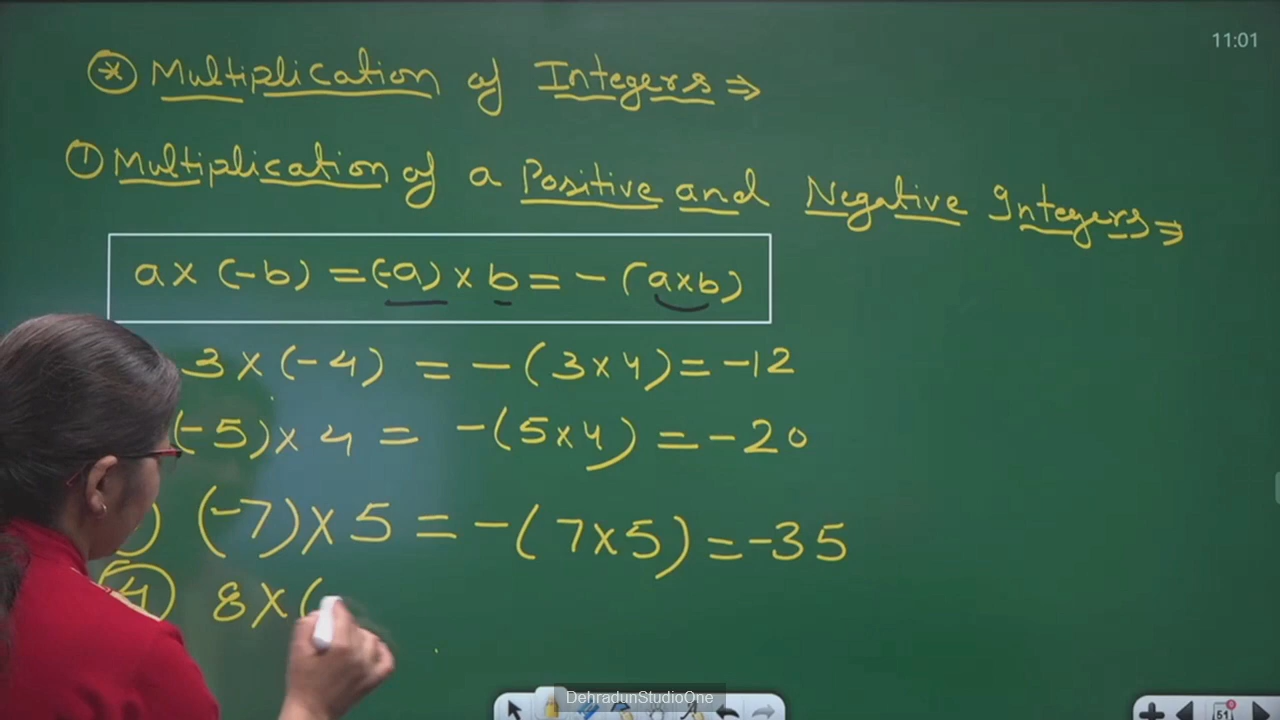 11:01
* Multiplication of Integers ⇒
① Multiplication of a Positive and Negative Integers ⇒
a × (-b) = (-a) × b = - (a×b)
3 × (-4) = - (3×4) = -12
(-5) × 4 = - (5×4) = -20
) (-7) × 5 = - (7×5) = -35
④ 8 × (
DehradunStudioOne
51